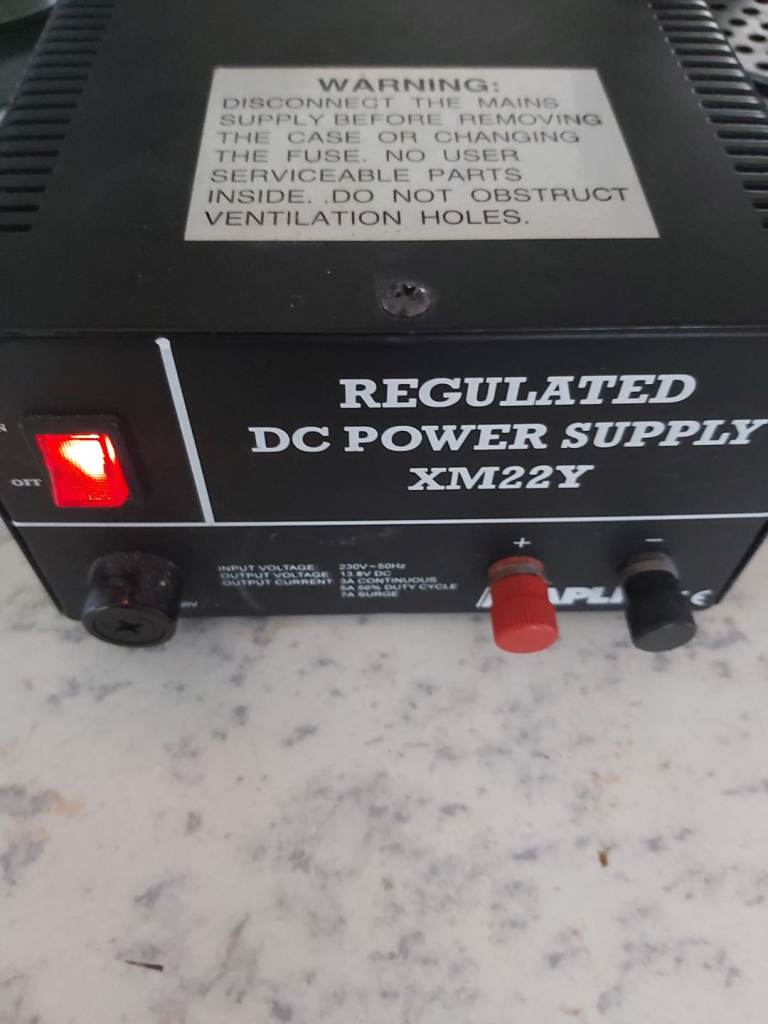 WARNING:
DISCONNECT THE MAINS
SUPPLY BEFORE REMOVING
THE CASE OR CHANGING
THE FUSE. NO USER
SERVICEABLE PARTS
INSIDE. .DO NOT OBSTRUCT
VENTILATION HOLES.
REGULATED
DC POWER SUPPLY
XM22Y
OFF
+ −
INPUT VOLTAGE: 230V~50Hz
OUTPUT VOLTAGE: 13.8V DC
OUTPUT CURRENT: 3A CONTINUOUS
5A 50% DUTY CYCLE
7A SURGE
CE